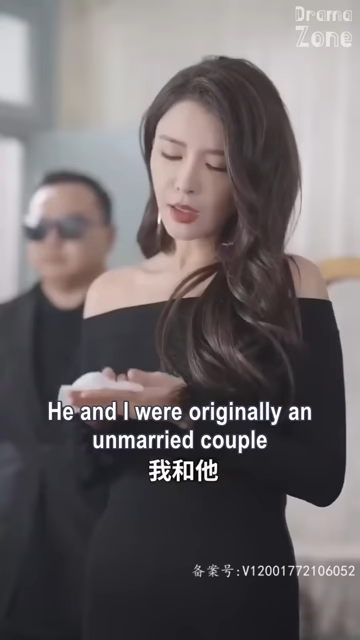 Drama
Zone
He and I were originally an
unmarried couple
我和他
备案号:V12001772106052